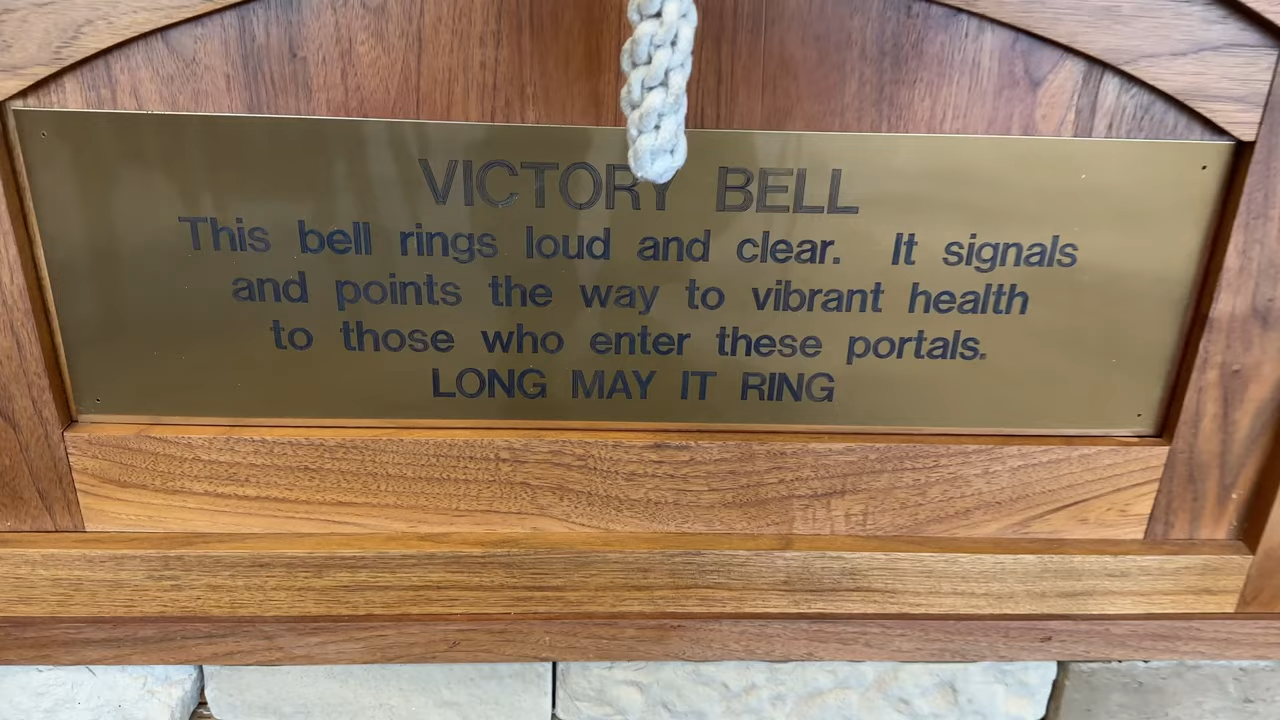 VICTORY BELL
This bell rings loud and clear. It signals
and points the way to vibrant health
to those who enter these portals.
LONG MAY IT RING